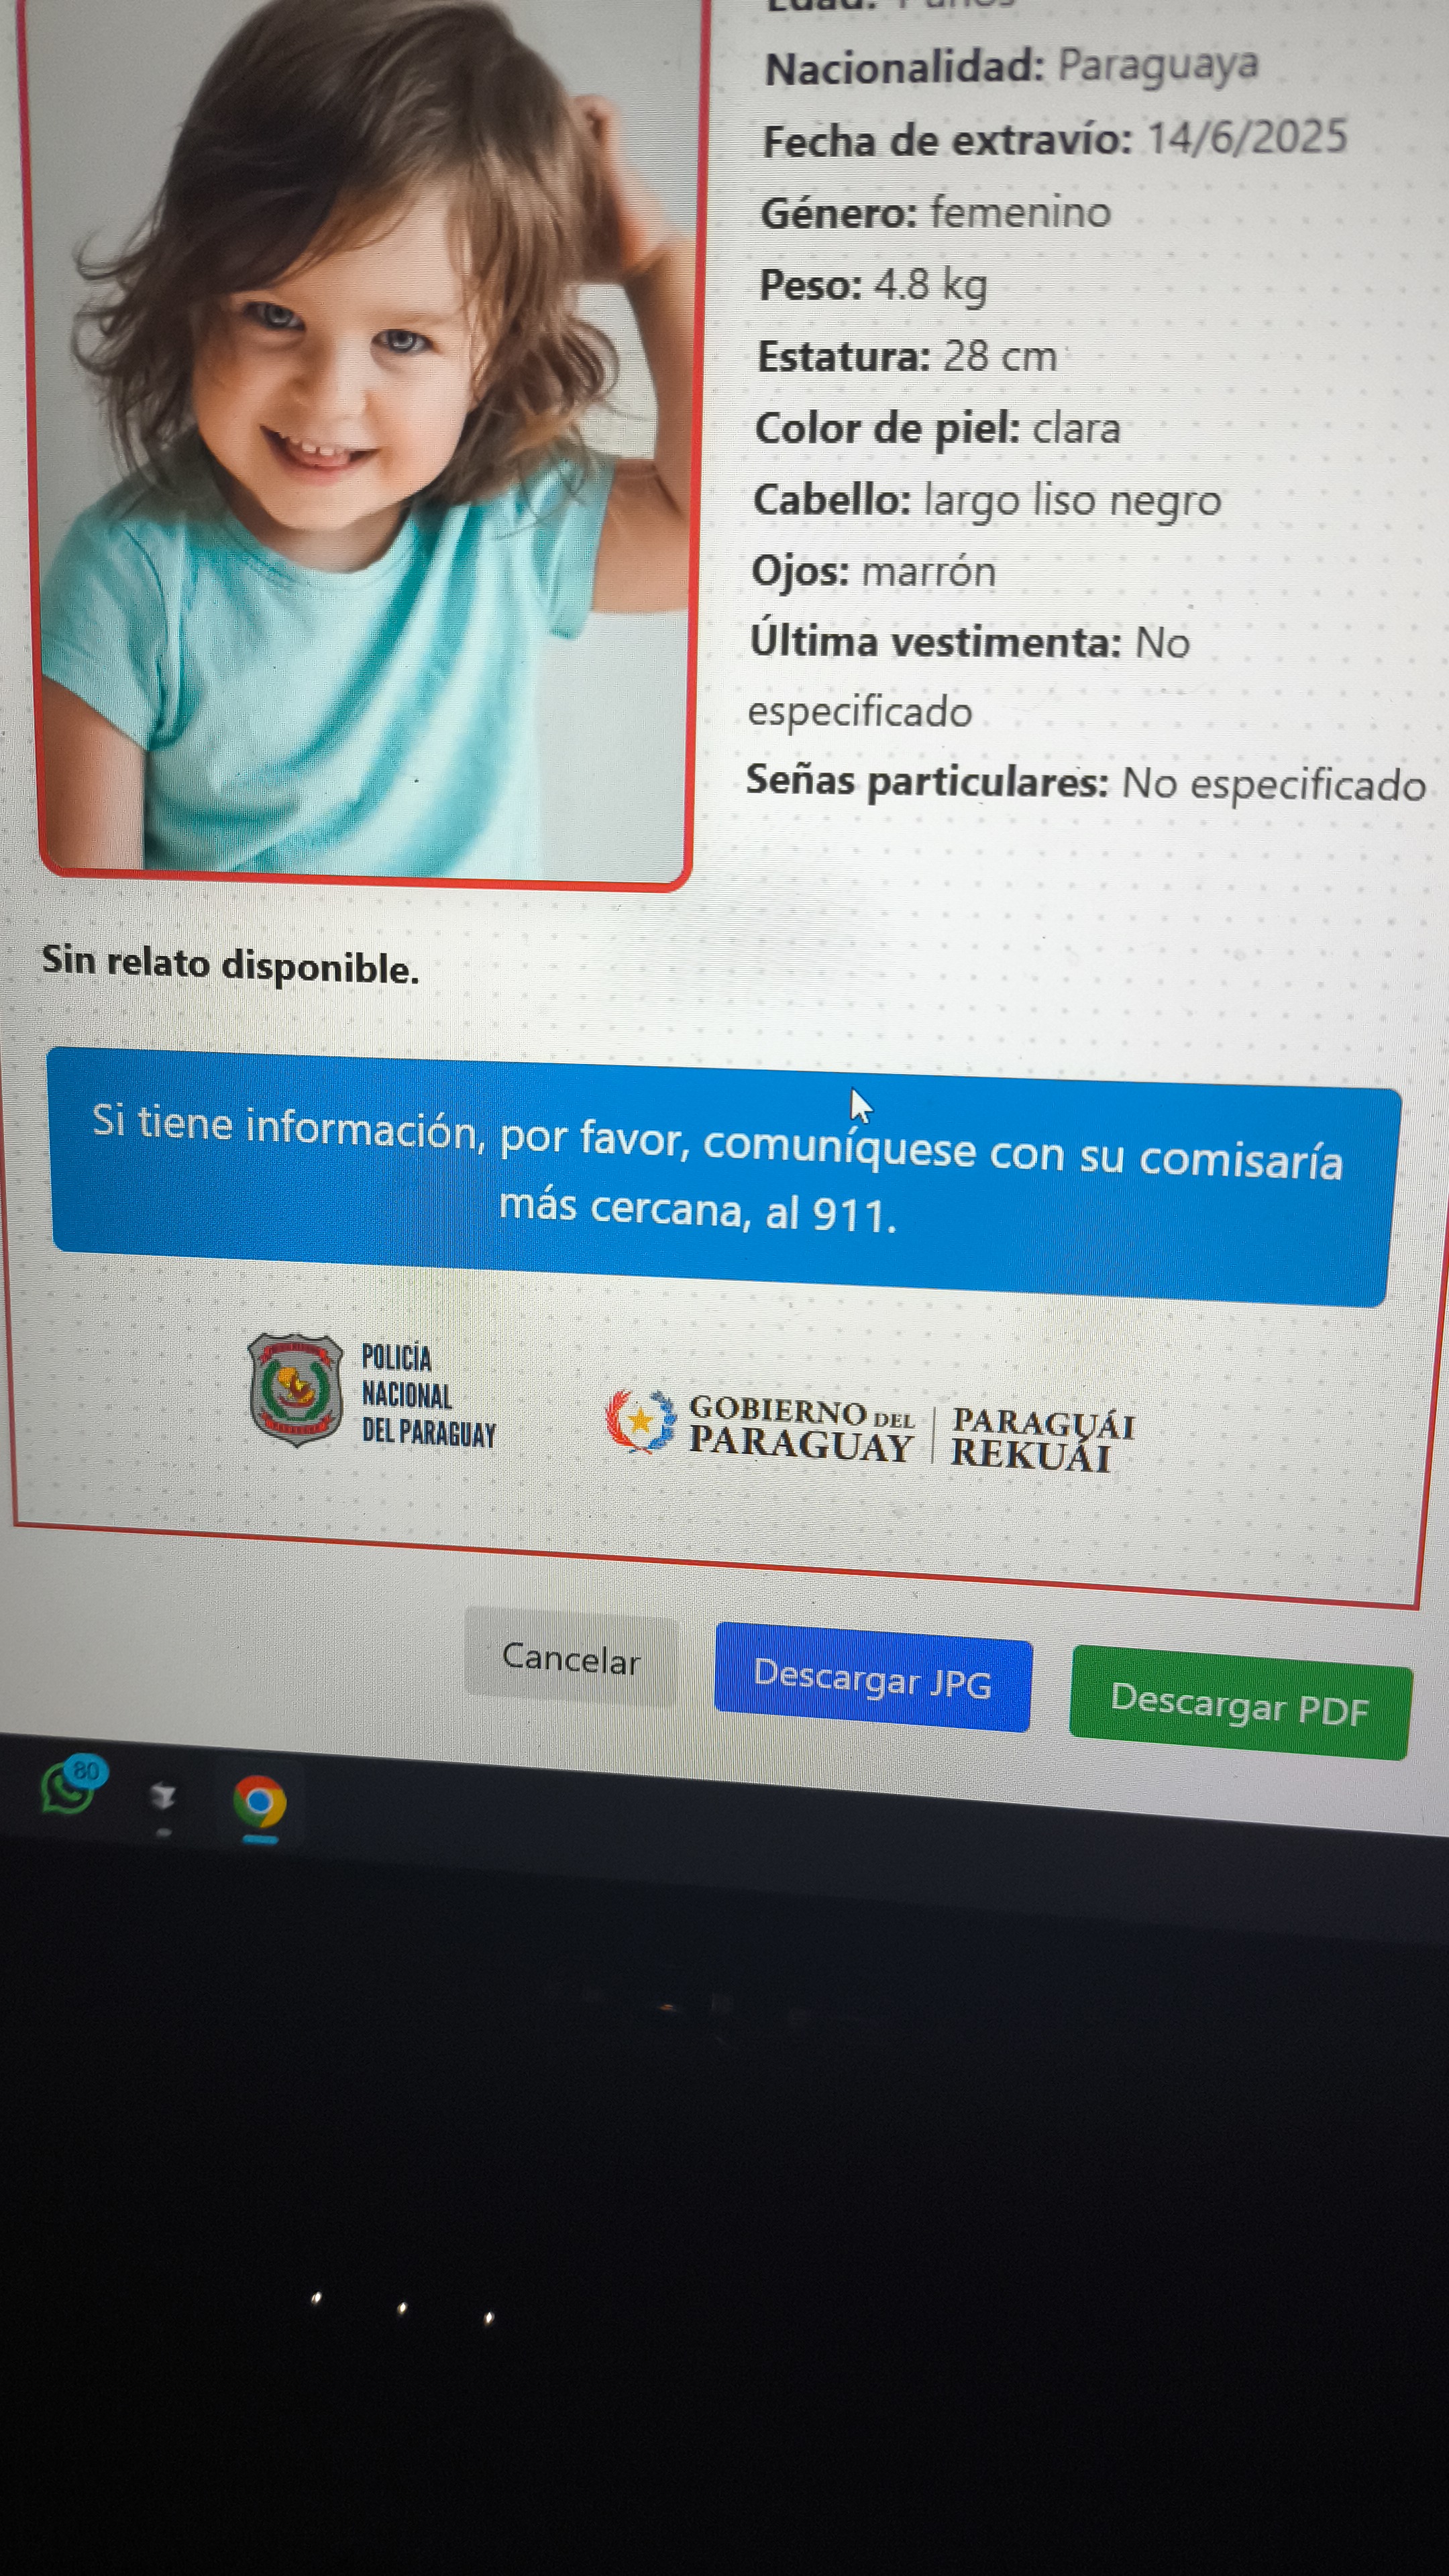 Nacionalidad: Paraguaya
Fecha de extravío: 14/6/2025
Género: femenino
Peso: 4.8 kg
Estatura: 28 cm
Color de piel: clara
Cabello: largo liso negro
Ojos: marrón
Última vestimenta: No
especificado
Señas particulares: No especificado
Sin relato disponible.
Si tiene información, por favor, comuníquese con su comisaría
más cercana, al 911.
POLICÍA
NACIONAL
DEL PARAGUAY
GOBIERNO DEL
PARAGUAY
PARAGUÁI
REKUÁI
Cancelar
Descargar JPG
Descargar PDF
80